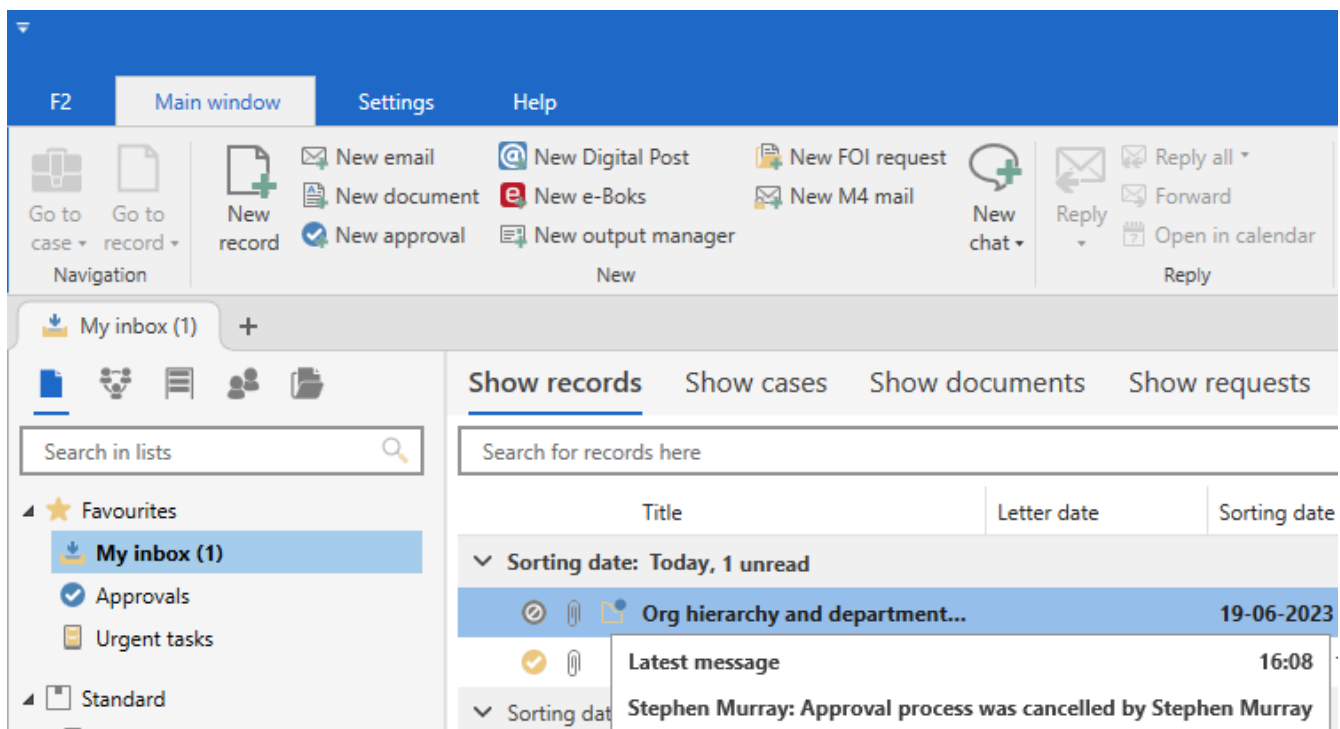 F2 Main window Settings Help
New email New Digital Post New FOI request Reply all
New document New e-Boks New M4 mail Forward
Go to case Go to record New record New approval New output manager New chat Reply Open in calendar
Navigation New Reply
My inbox (1) +
Show records Show cases Show documents Show requests
Search in lists Search for records here
Favourites Title Letter date Sorting date
My inbox (1) Sorting date: Today, 1 unread
Approvals Org hierarchy and department... 19-06-2023
Urgent tasks Latest message 16:08
Standard Sorting dat Stephen Murray: Approval process was cancelled by Stephen Murray